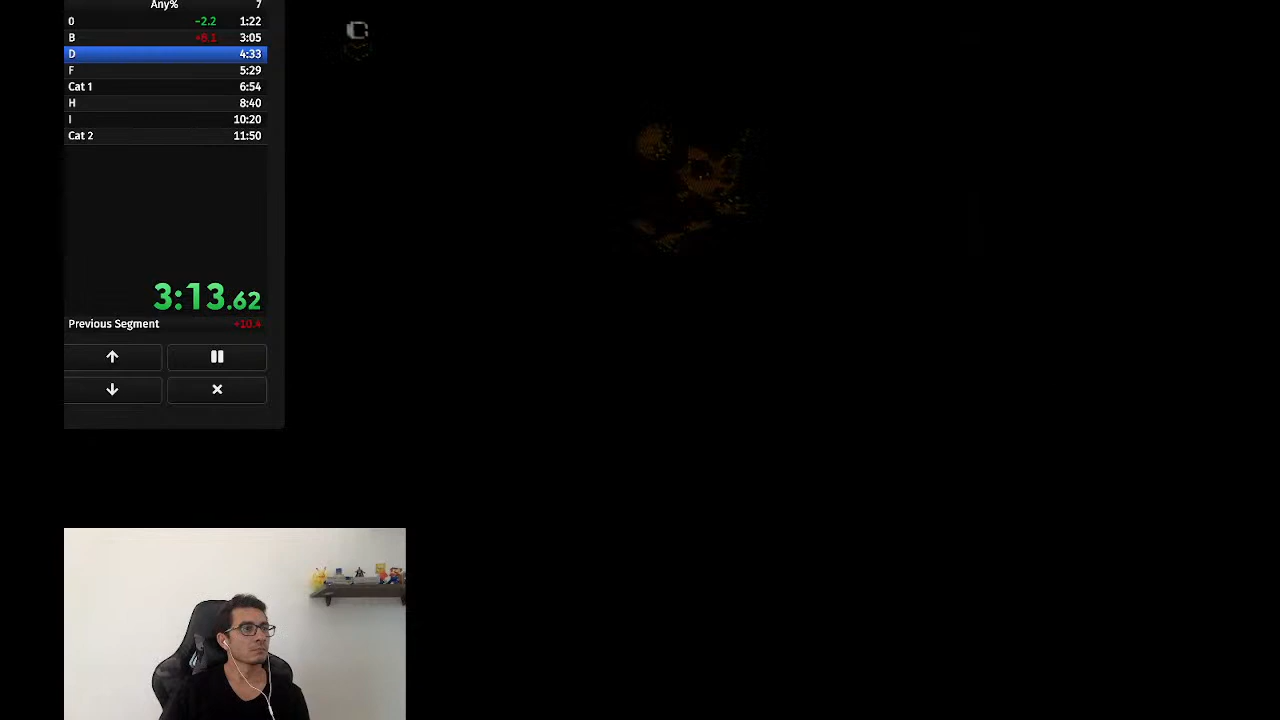 Any% 7
0 -2.2 1:22
B +8.1 3:05
D 4:33
F 5:29
Cat 1 6:54
H 8:40
I 10:20
Cat 2 11:50
3:13.62
Previous Segment +10.4
C